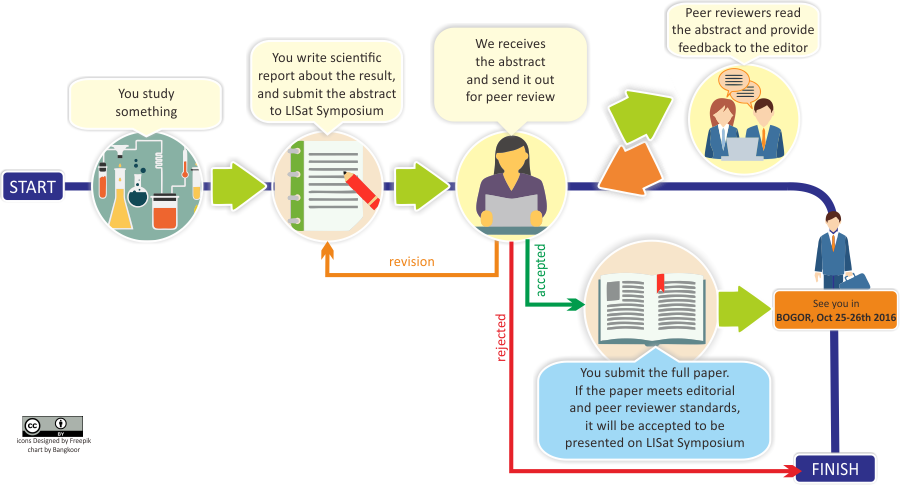 Peer reviewers read
the abstract and provide
feedback to the editor
We receives
the abstract
and send it out
for peer review
You write scientific
report about the result,
and submit the abstract
to LISat Symposium
You study
something
START
revision
accepted
rejected
See you in
BOGOR, Oct 25-26th 2016
You submit the full paper.
If the paper meets editorial
and peer reviewer standards,
it will be accepted to be
presented on LISat Symposium
cc
BY
icons Designed by Freepik
chart by Bangkoor
FINISH